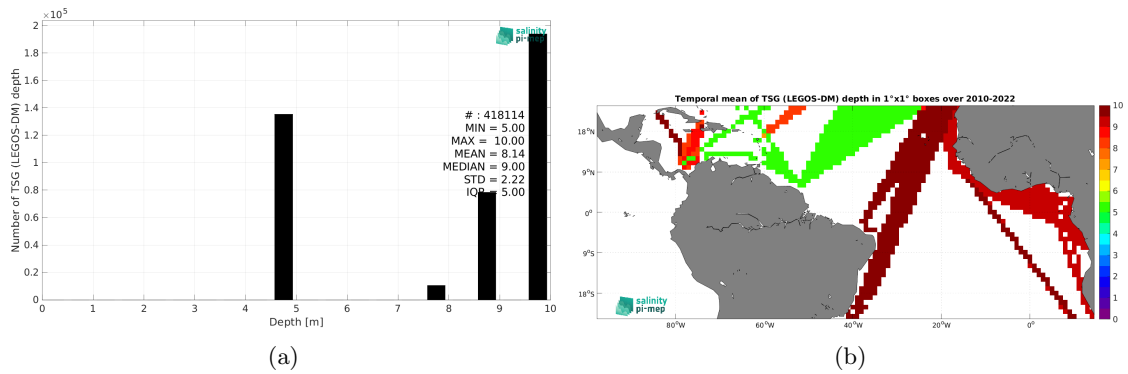 ×10⁵
2
1.8
1.6
1.4
1.2
1
0.8
0.6
0.4
0.2
0
Number of TSG (LEGOS-DM) depth
salinity
pi-mep
# : 418114
MIN = 5.00
MAX = 10.00
MEAN = 8.14
MEDIAN = 9.00
STD = 2.22
IQR = 5.00
0 1 2 3 4 5 6 7 8 9 10
Depth [m]
(a)
Temporal mean of TSG (LEGOS-DM) depth in 1°x1° boxes over 2010-2022
18°N
9°N
0°
9°S
18°S
80°W 60°W 40°W 20°W 0°
salinity
pi-mep
10
9
8
7
6
5
4
3
2
1
0
(b)